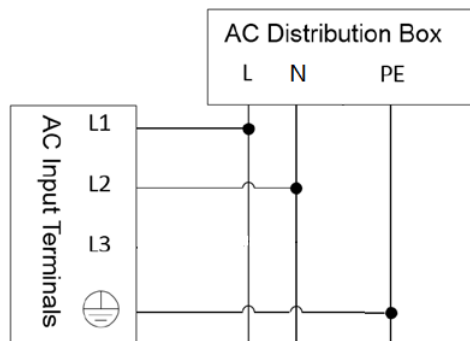 AC Distribution Box
L N PE
AC Input Terminals
L1
L2
L3